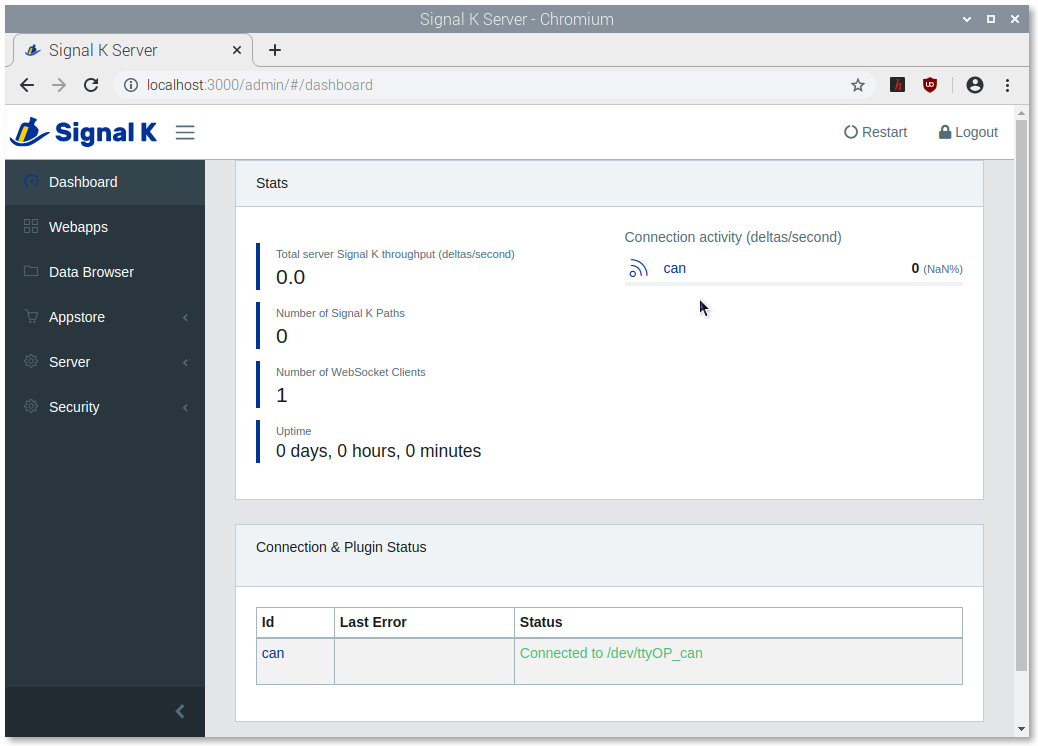 Signal K Server - Chromium
Signal K Server
localhost:3000/admin/#/dashboard
Signal K
Restart
Logout
Dashboard
Webapps
Data Browser
Appstore
Server
Security
Stats
Total server Signal K throughput (deltas/second)
0.0
Number of Signal K Paths
0
Number of WebSocket Clients
1
Uptime
0 days, 0 hours, 0 minutes
Connection activity (deltas/second)
can 0 (NaN%)
Connection & Plugin Status
Id Last Error Status
can Connected to /dev/ttyOP_can